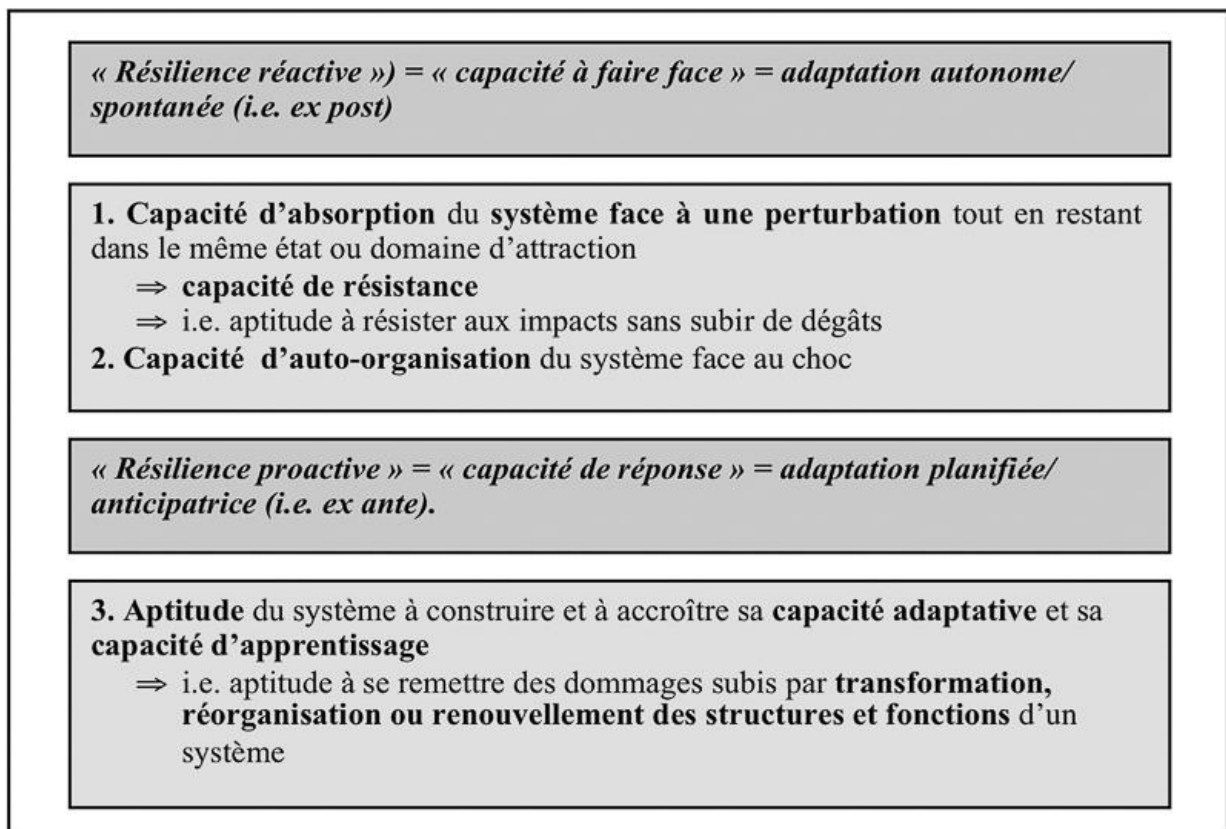 « Résilience réactive ») = « capacité à faire face » = adaptation autonome/
spontanée (i.e. ex post)
1. Capacité d’absorption du système face à une perturbation tout en restant
dans le même état ou domaine d’attraction
⇒ capacité de résistance
⇒ i.e. aptitude à résister aux impacts sans subir de dégâts
2. Capacité d’auto-organisation du système face au choc
« Résilience proactive » = « capacité de réponse » = adaptation planifiée/
anticipatrice (i.e. ex ante).
3. Aptitude du système à construire et à accroître sa capacité adaptative et sa
capacité d’apprentissage
⇒ i.e. aptitude à se remettre des dommages subis par transformation,
réorganisation ou renouvellement des structures et fonctions d’un
système